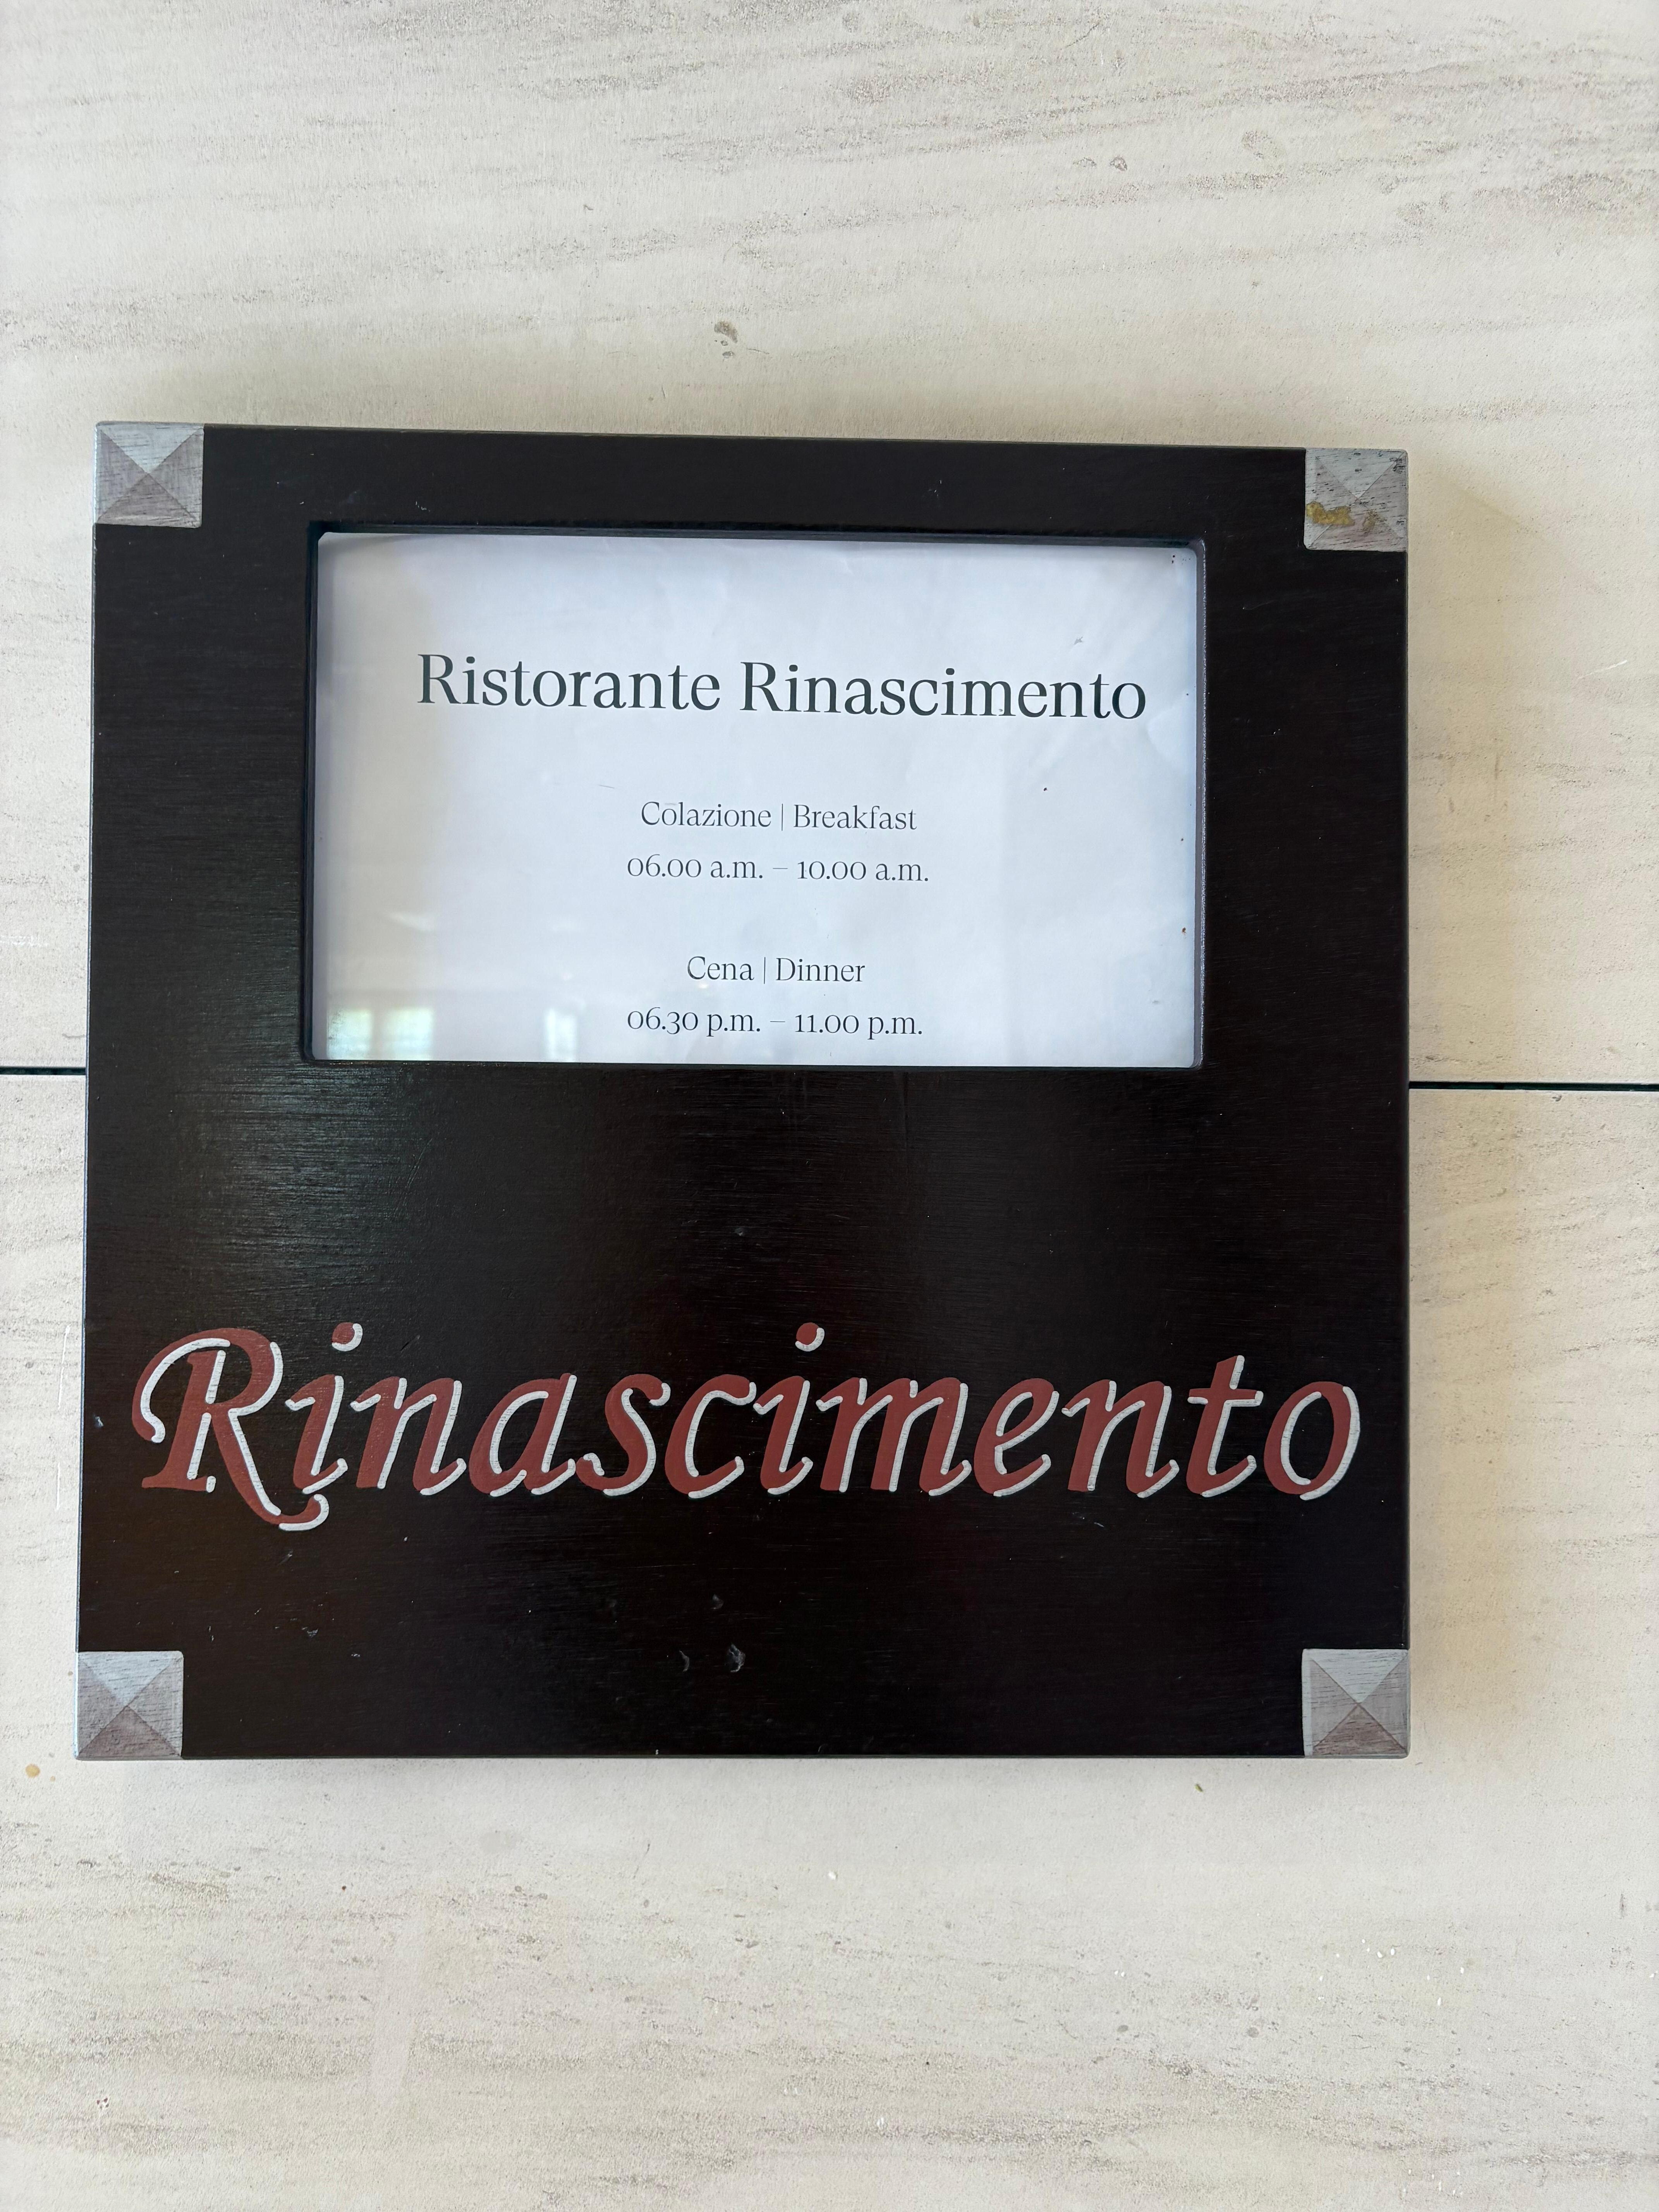 Ristorante Rinascimento
Colazione | Breakfast
06.00 a.m. – 10.00 a.m.
Cena | Dinner
06.30 p.m. – 11.00 p.m.
Rinascimento